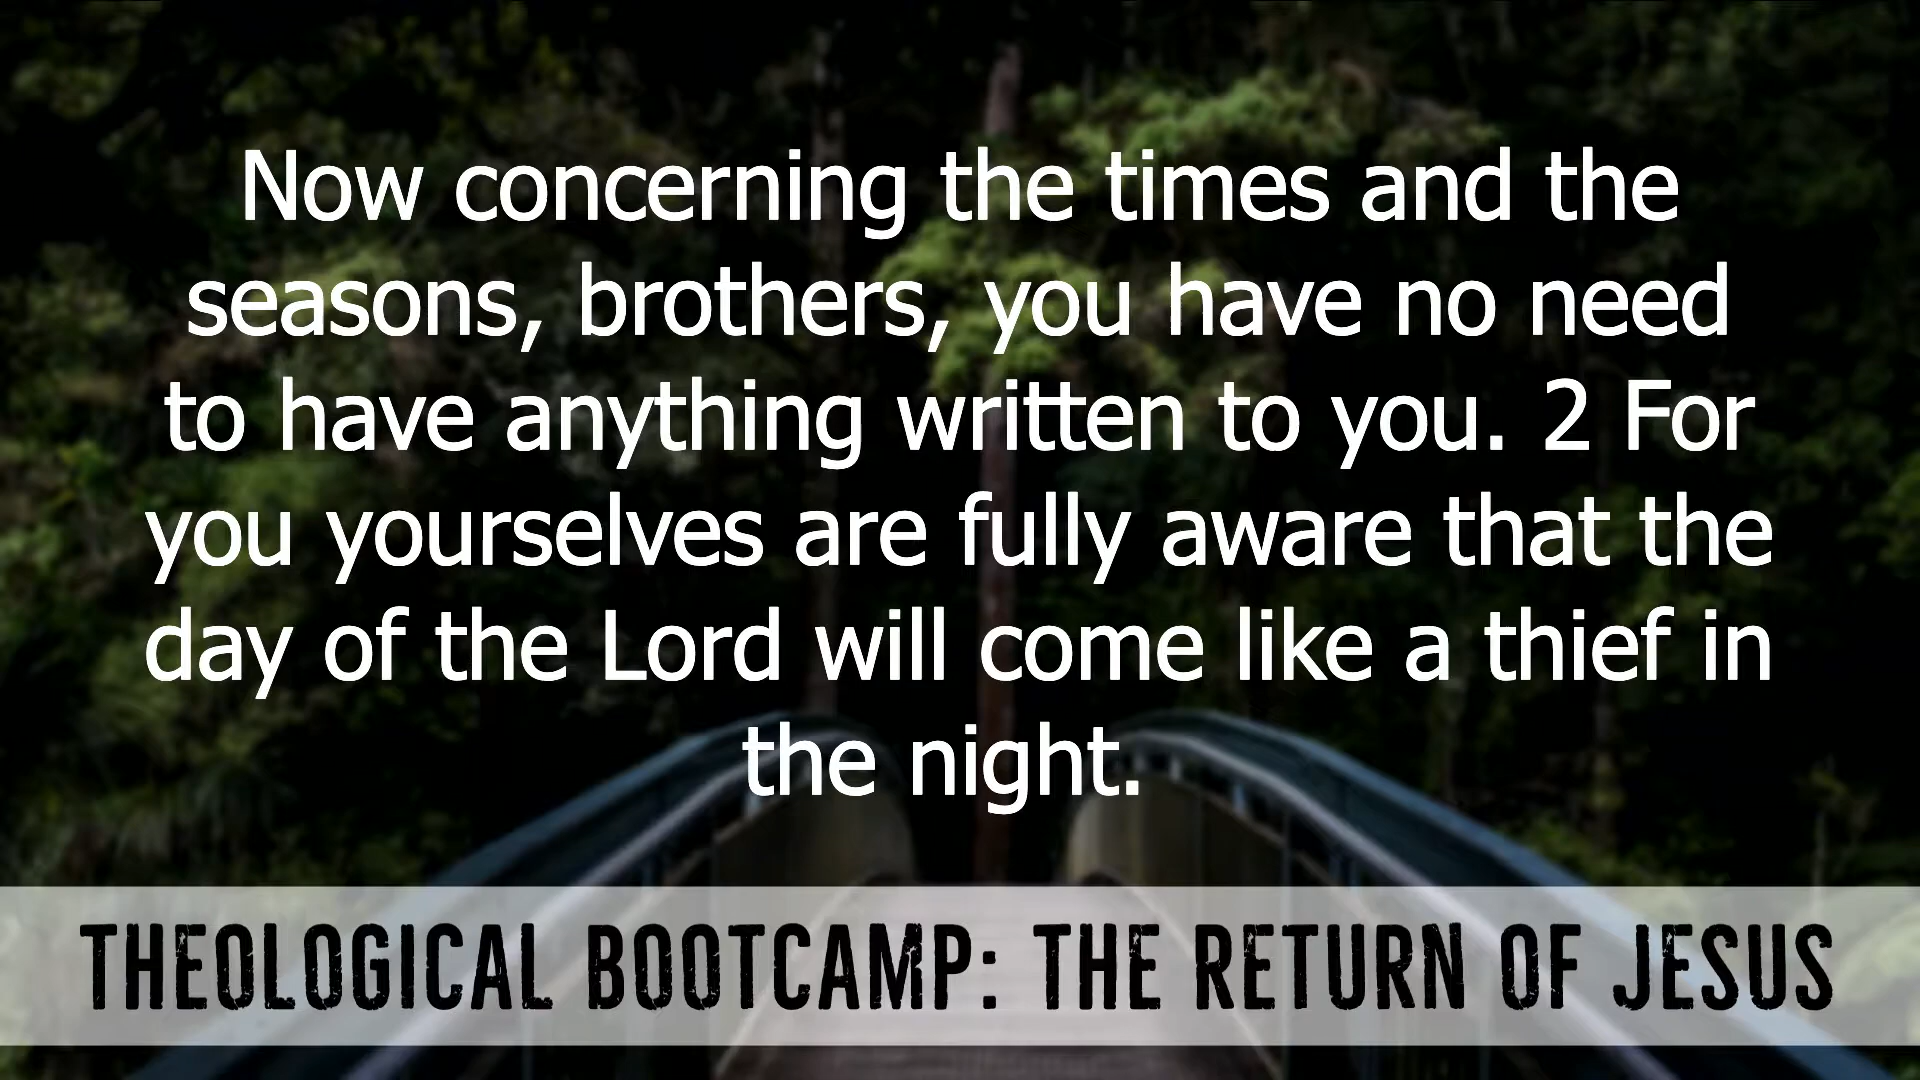 Now concerning the times and the
seasons, brothers, you have no need
to have anything written to you. 2 For
you yourselves are fully aware that the
day of the Lord will come like a thief in
the night.
THEOLOGICAL BOOTCAMP: THE RETURN OF JESUS